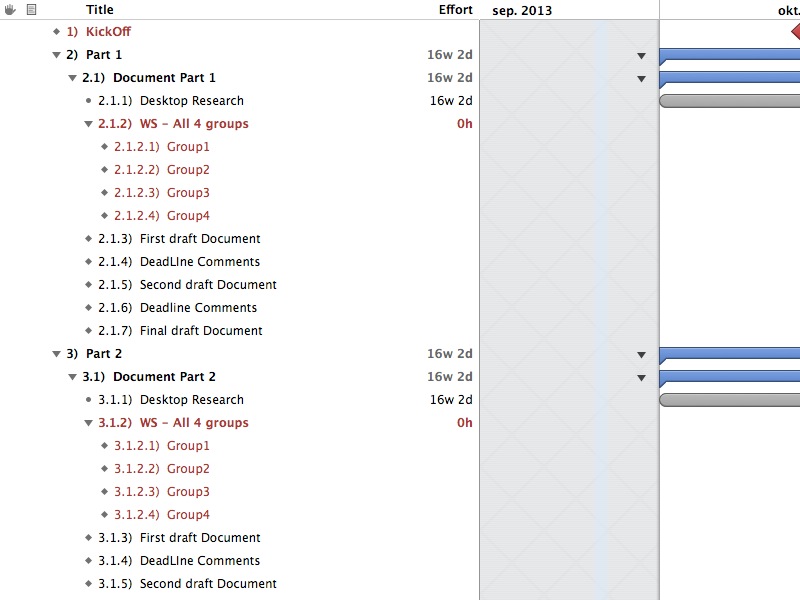 Title Effort sep. 2013 okt.
1) KickOff
2) Part 1 16w 2d
2.1) Document Part 1 16w 2d
2.1.1) Desktop Research 16w 2d
2.1.2) WS – All 4 groups 0h
2.1.2.1) Group1
2.1.2.2) Group2
2.1.2.3) Group3
2.1.2.4) Group4
2.1.3) First draft Document
2.1.4) DeadLIne Comments
2.1.5) Second draft Document
2.1.6) Deadline Comments
2.1.7) Final draft Document
3) Part 2 16w 2d
3.1) Document Part 2 16w 2d
3.1.1) Desktop Research 16w 2d
3.1.2) WS – All 4 groups 0h
3.1.2.1) Group1
3.1.2.2) Group2
3.1.2.3) Group3
3.1.2.4) Group4
3.1.3) First draft Document
3.1.4) DeadLIne Comments
3.1.5) Second draft Document